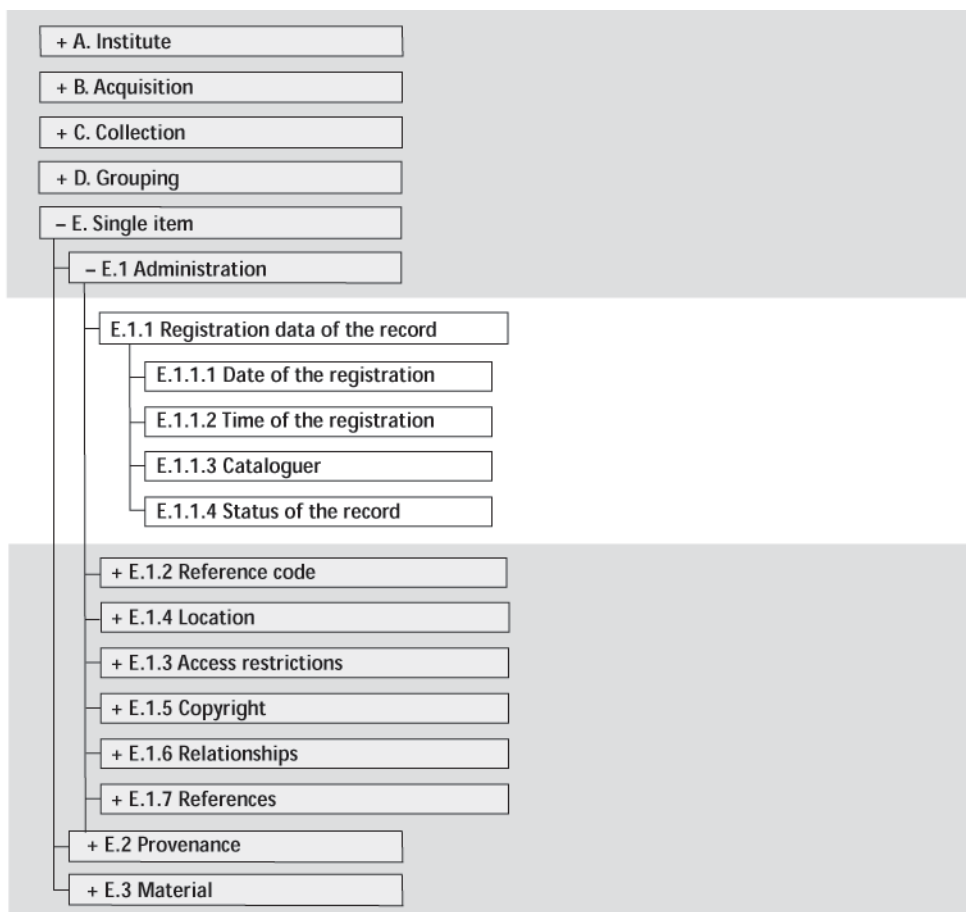 + A. Institute
+ B. Acquisition
+ C. Collection
+ D. Grouping
– E. Single item
– E.1 Administration
E.1.1 Registration data of the record
E.1.1.1 Date of the registration
E.1.1.2 Time of the registration
E.1.1.3 Cataloguer
E.1.1.4 Status of the record
+ E.1.2 Reference code
+ E.1.4 Location
+ E.1.3 Access restrictions
+ E.1.5 Copyright
+ E.1.6 Relationships
+ E.1.7 References
+ E.2 Provenance
+ E.3 Material